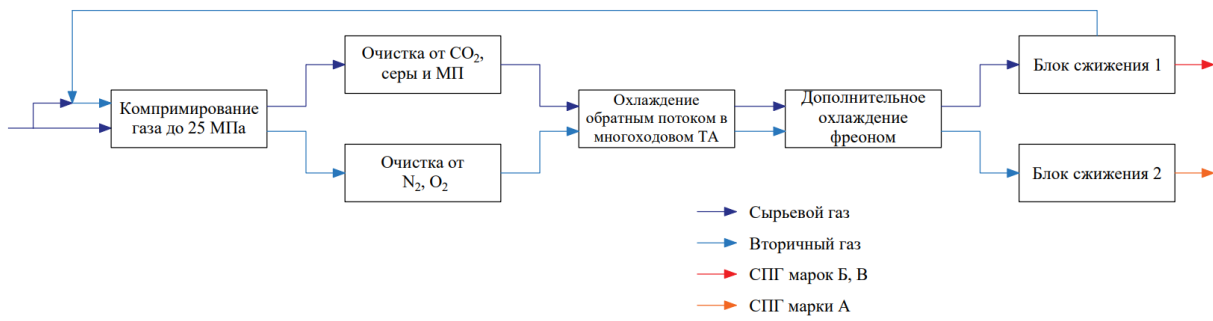 Компримирование
газа до 25 МПа
Очистка от CO₂,
серы и МП
Очистка от
N₂, O₂
Охлаждение
обратным потоком в
многоходовом ТА
Дополнительное
охлаждение
фреоном
Блок сжижения 1
Блок сжижения 2
Сырьевой газ
Вторичный газ
СПГ марок Б, В
СПГ марки А